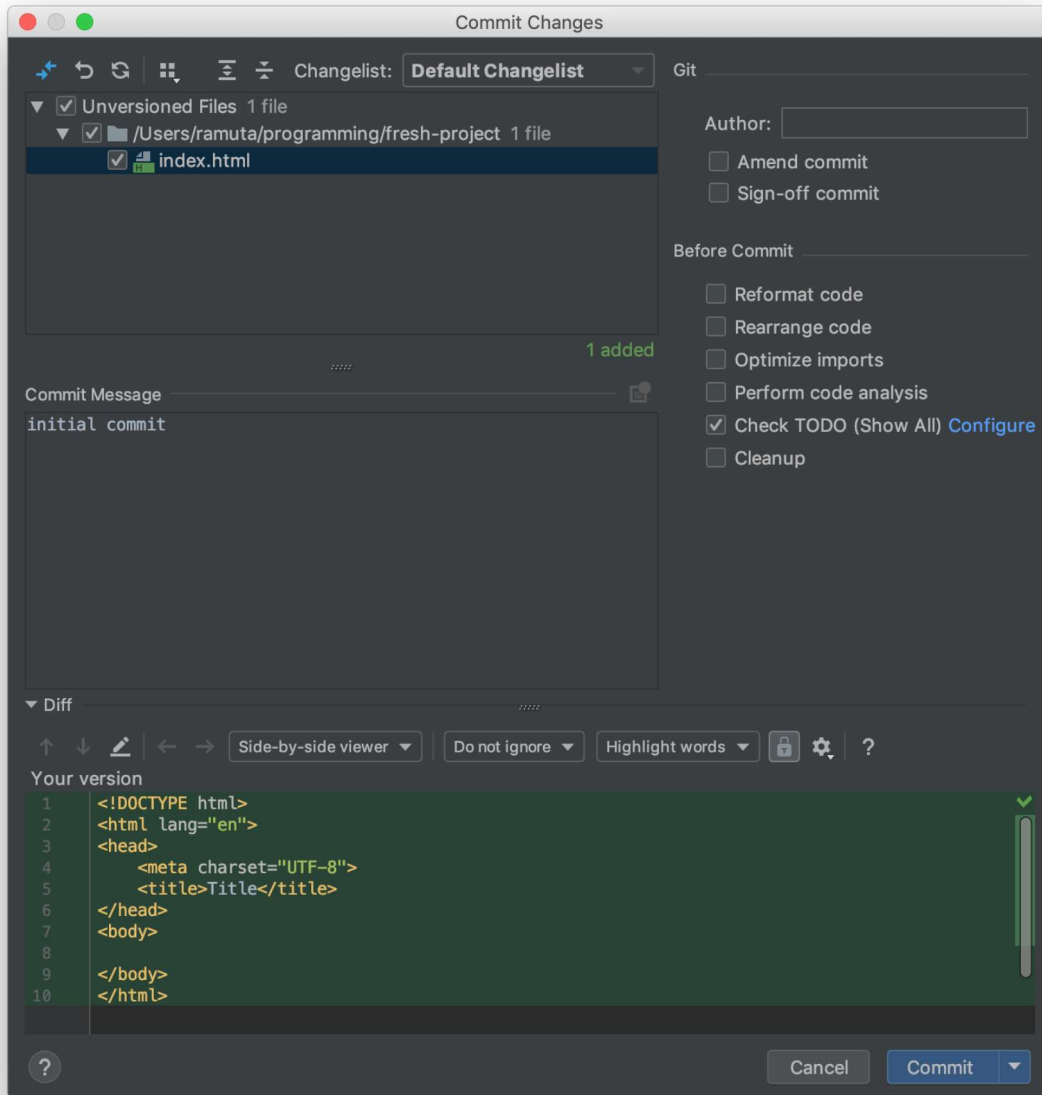 Commit Changes
Changelist: Default Changelist
Unversioned Files 1 file
/Users/ramuta/programming/fresh-project 1 file
index.html
1 added
Git
Author:
Amend commit
Sign-off commit
Before Commit
Reformat code
Rearrange code
Optimize imports
Perform code analysis
Check TODO (Show All) Configure
Cleanup
Commit Message
initial commit
Diff
Side-by-side viewer Do not ignore Highlight words ?
Your version
1 <!DOCTYPE html>
2 <html lang="en">
3 <head>
4     <meta charset="UTF-8">
5     <title>Title</title>
6 </head>
7 <body>
8
9 </body>
10 </html>
? Cancel Commit